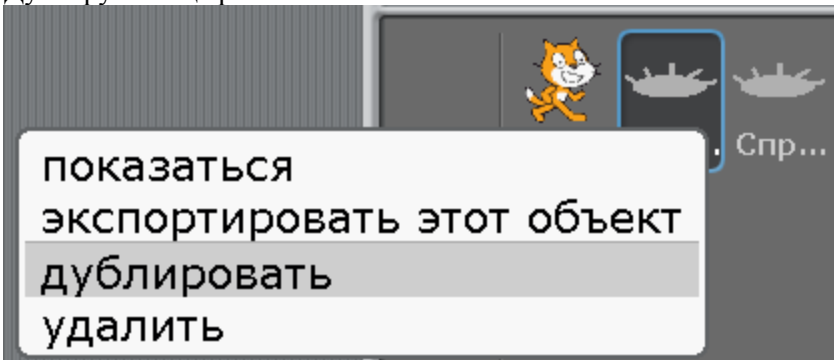 Спр...
показаться
экспортировать этот объект
дублировать
удалить